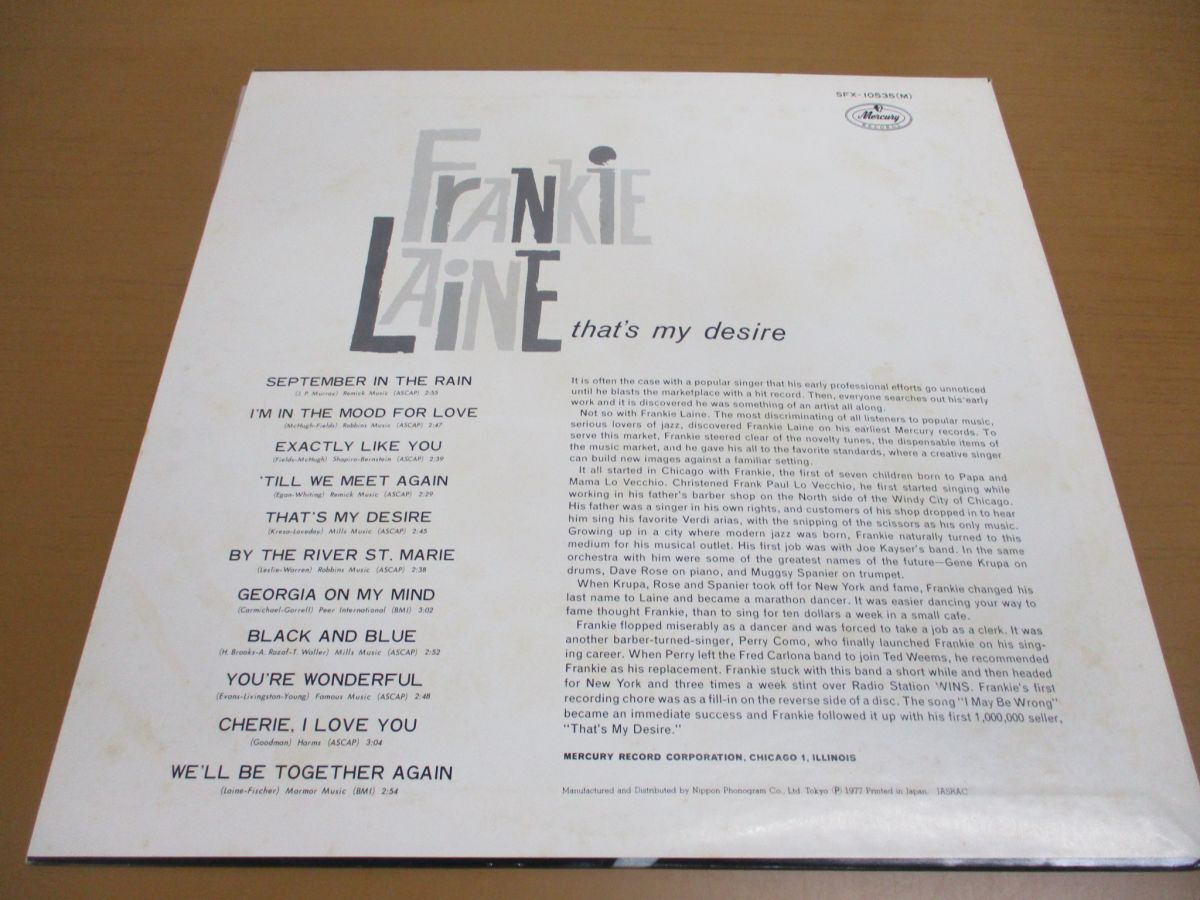 SFX-10535(M)
Mercury
RECORDS
FRANKIE
LAINE
that's my desire
SEPTEMBER IN THE RAIN
(J. P. Murray) Remick Music (ASCAP) 2:53
I'M IN THE MOOD FOR LOVE
(McHugh-Fields) Robbins Music (ASCAP) 2:47
EXACTLY LIKE YOU
(Fields-McHugh) Shapiro-Bernstein (ASCAP) 2:39
'TILL WE MEET AGAIN
(Egan-Whiting) Remick Music (ASCAP) 2:29
THAT'S MY DESIRE
(Kresa-Loveday) Mills Music (ASCAP) 2:45
BY THE RIVER ST. MARIE
(Leslie-Warren) Robbins Music (ASCAP) 2:38
GEORGIA ON MY MIND
(Carmichael-Gorrell) Peer International (BMI) 3:02
BLACK AND BLUE
(H. Brooks-A. Razaf-T. Waller) Mills Music (ASCAP) 2:52
YOU'RE WONDERFUL
(Evans-Livingston-Young) Famous Music (ASCAP) 2:48
CHERIE, I LOVE YOU
(Goodman) Harms (ASCAP) 3:04
WE'LL BE TOGETHER AGAIN
(Laine-Fischer) Marmor Music (BMI) 2:54
It is often the case with a popular singer that his early professional efforts go unnoticed
until he blasts the marketplace with a hit record. Then, everyone searches out his early
work and it is discovered he was something of an artist all along.
Not so with Frankie Laine. The most discriminating of all listeners to popular music,
serious lovers of jazz, discovered Frankie Laine on his earliest Mercury records. To
serve this market, Frankie steered clear of the novelty tunes, the dispensable items of
the music market, and he gave his all to the favorite standards, where a creative singer
can build new images against a familiar setting.
It all started in Chicago with Frankie, the first of seven children born to Papa and
Mama Lo Vecchio. Christened Frank Paul Lo Vecchio, he first started singing while
working in his father's barber shop on the North side of the Windy City of Chicago.
His father was a singer in his own rights, and customers of his shop dropped in to hear
him sing his favorite Verdi arias, with the snipping of the scissors as his only music.
Growing up in a city where modern jazz was born, Frankie naturally turned to this
medium for his musical outlet. His first job was with Joe Kayser's band. In the same
orchestra with him were some of the greatest names of the future—Gene Krupa on
drums, Dave Rose on piano, and Muggsy Spanier on trumpet.
When Krupa, Rose and Spanier took off for New York and fame, Frankie changed his
last name to Laine and became a marathon dancer. It was easier dancing your way to
fame thought Frankie, than to sing for ten dollars a week in a small cafe.
Frankie flopped miserably as a dancer and was forced to take a job as a clerk. It was
another barber-turned-singer, Perry Como, who finally launched Frankie on his sing-
ing career. When Perry left the Fred Carlona band to join Ted Weems, he recommended
Frankie as his replacement. Frankie stuck with this band a short while and then headed
for New York and three times a week stint over Radio Station WINS. Frankie's first
recording chore was as a fill-in on the reverse side of a disc. The song "I May Be Wrong"
became an immediate success and Frankie followed it up with his first 1,000,000 seller,
"That's My Desire."
MERCURY RECORD CORPORATION, CHICAGO 1, ILLINOIS
Manufactured and Distributed by Nippon Phonogram Co., Ltd. Tokyo Ⓟ 1977 Printed in Japan. JASRAC